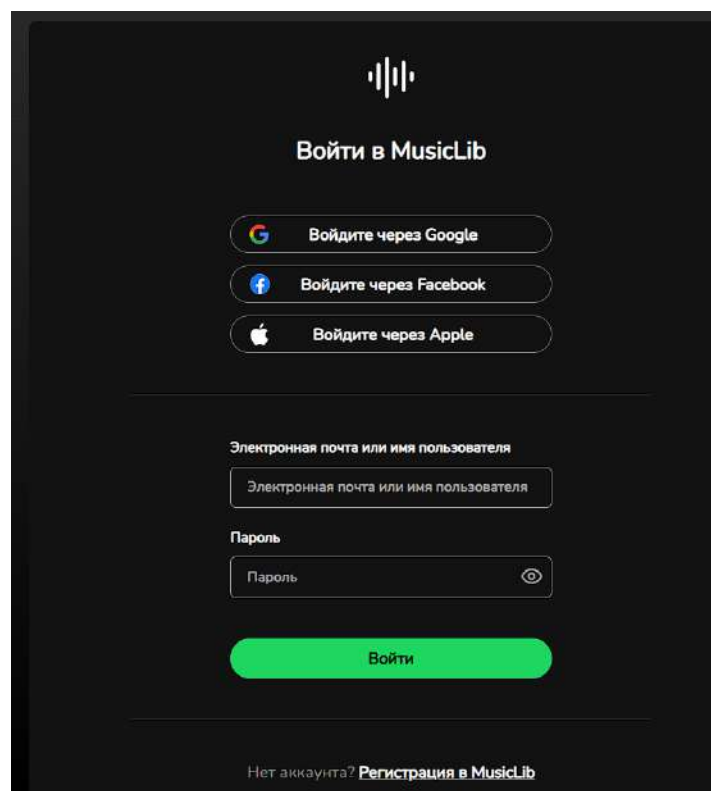 Войти в MusicLib
Войдите через Google
Войдите через Facebook
Войдите через Apple
Электронная почта или имя пользователя
Электронная почта или имя пользователя
Пароль
Пароль
Войти
Нет аккаунта? Регистрация в MusicLib